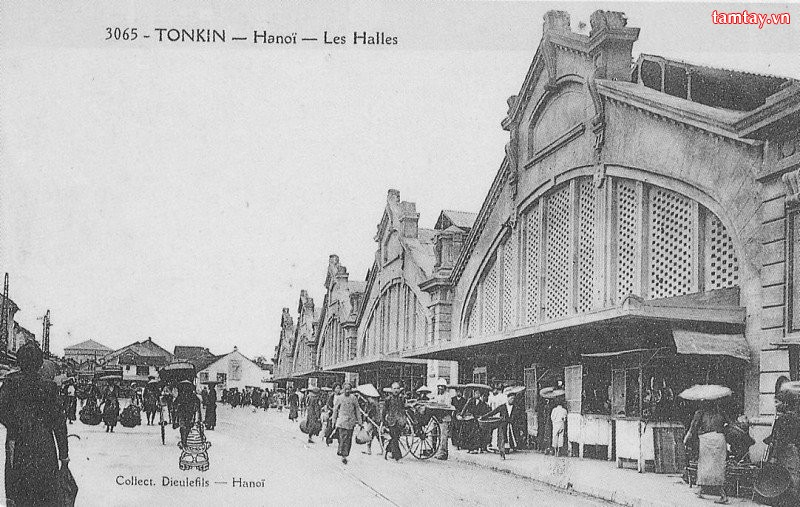 tamtay.vn
3065 - TONKIN — Hanoï — Les Halles
Collect. Dieulefils — Hanoï